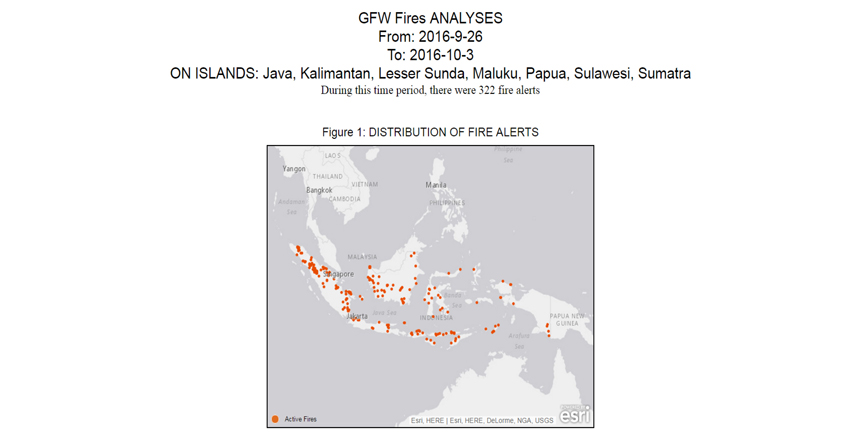 GFW Fires ANALYSES
From: 2016-9-26
To: 2016-10-3
ON ISLANDS: Java, Kalimantan, Lesser Sunda, Maluku, Papua, Sulawesi, Sumatra
During this time period, there were 322 fire alerts
Figure 1: DISTRIBUTION OF FIRE ALERTS
Philippine
Sea
LAOS
Yangon
THAILAND
VIETNAM
Manila
Bangkok
CAMBODIA
Andaman
Sea
PHILIPPINES
MALAYSIA
Singapore
Banda
Sea
Java Sea
Jakarta
INDONESIA
PAPUA NEW
GUINEA
Arafura
Sea
Active Fires
Esri, HERE | Esri, HERE, DeLorme, NGA, USGS
esri